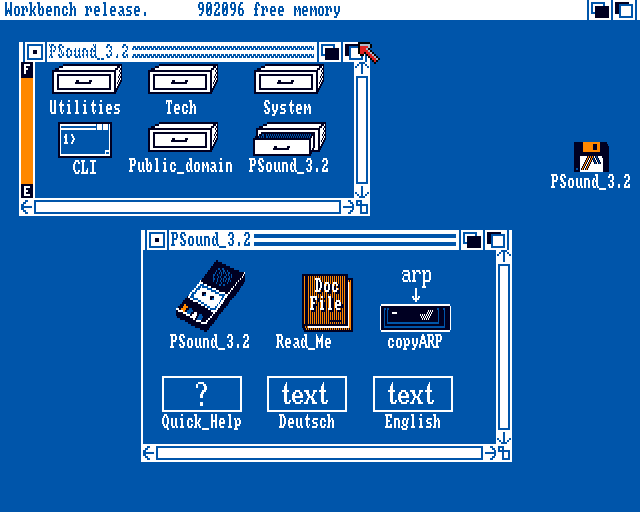 Workbench release. 902096 free memory
PSound_3.2
F
Utilities Tech System
1>
CLI Public_domain PSound_3.2
E
PSound_3.2
PSound_3.2
arp
Doc
File
PSound_3.2 Read_Me copyARP
? text text
Quick_Help Deutsch English